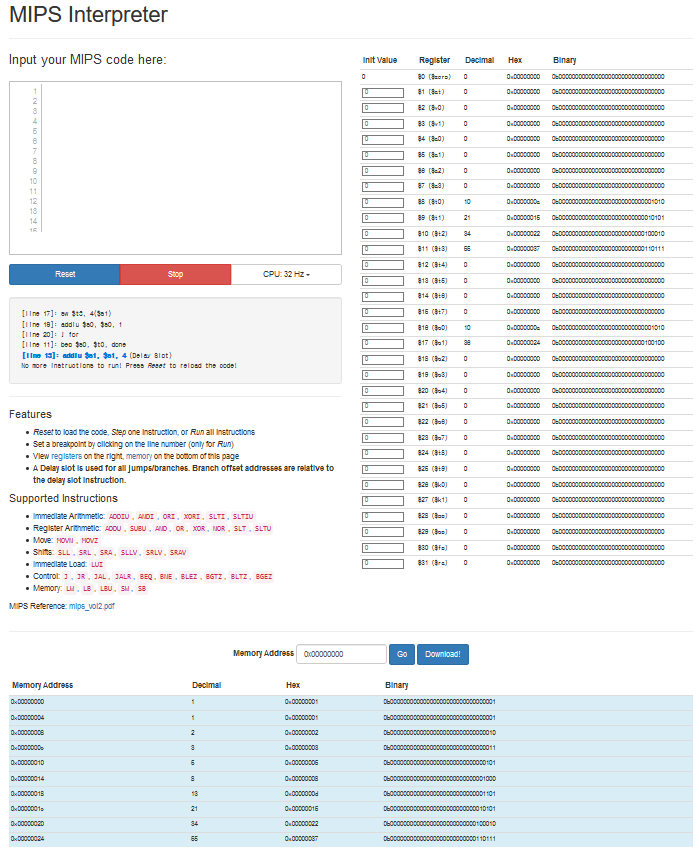 MIPS Interpreter
Input your MIPS code here:
1
2
3
4
5
6
7
8
9
10
11
12
13
14
15
Reset Stop CPU: 32 Hz
[line 17]: sw $t3, 4($s1)
[line 19]: addiu $s0, $s0, 1
[line 20]: j for
[line 11]: beq $s0, $t0, done
[line 13]: addiu $s1, $s1, 4 (Delay Slot)
No more instructions to run! Press Reset to reload the code!
Features
• Reset to load the code, Step one instruction, or Run all instructions
• Set a breakpoint by clicking on the line number (only for Run)
• View registers on the right, memory on the bottom of this page
• A Delay slot is used for all jumps/branches. Branch offset addresses are relative to
the delay slot instruction.
Supported Instructions
• Immediate Arithmetic: ADDIU, ANDI, ORI, XORI, SLTI, SLTIU
• Register Arithmetic: ADDU, SUBU, AND, OR, XOR, NOR, SLT, SLTU
• Move: MOVN, MOVZ
• Shifts: SLL, SRL, SRA, SLLV, SRLV, SRAV
• Immediate Load: LUI
• Control: J, JR, JAL, JALR, BEQ, BNE, BLEZ, BGTZ, BLTZ, BGEZ
• Memory: LW, LB, LBU, SW, SB
MIPS Reference: mips_vol2.pdf
Init Value Register Decimal Hex Binary
0 $0 ($zero) 0 0x00000000 0b00000000000000000000000000000000
0 $1 ($at) 0 0x00000000 0b00000000000000000000000000000000
0 $2 ($v0) 0 0x00000000 0b00000000000000000000000000000000
0 $3 ($v1) 0 0x00000000 0b00000000000000000000000000000000
0 $4 ($a0) 0 0x00000000 0b00000000000000000000000000000000
0 $5 ($a1) 0 0x00000000 0b00000000000000000000000000000000
0 $6 ($a2) 0 0x00000000 0b00000000000000000000000000000000
0 $7 ($a3) 0 0x00000000 0b00000000000000000000000000000000
0 $8 ($t0) 10 0x0000000a 0b00000000000000000000000000001010
0 $9 ($t1) 21 0x00000015 0b00000000000000000000000000010101
0 $10 ($t2) 34 0x00000022 0b00000000000000000000000000100010
0 $11 ($t3) 55 0x00000037 0b00000000000000000000000000110111
0 $12 ($t4) 0 0x00000000 0b00000000000000000000000000000000
0 $13 ($t5) 0 0x00000000 0b00000000000000000000000000000000
0 $14 ($t6) 0 0x00000000 0b00000000000000000000000000000000
0 $15 ($t7) 0 0x00000000 0b00000000000000000000000000000000
0 $16 ($s0) 10 0x0000000a 0b00000000000000000000000000001010
0 $17 ($s1) 36 0x00000024 0b00000000000000000000000000100100
0 $18 ($s2) 0 0x00000000 0b00000000000000000000000000000000
0 $19 ($s3) 0 0x00000000 0b00000000000000000000000000000000
0 $20 ($s4) 0 0x00000000 0b00000000000000000000000000000000
0 $21 ($s5) 0 0x00000000 0b00000000000000000000000000000000
0 $22 ($s6) 0 0x00000000 0b00000000000000000000000000000000
0 $23 ($s7) 0 0x00000000 0b00000000000000000000000000000000
0 $24 ($t8) 0 0x00000000 0b00000000000000000000000000000000
0 $25 ($t9) 0 0x00000000 0b00000000000000000000000000000000
0 $26 ($k0) 0 0x00000000 0b00000000000000000000000000000000
0 $27 ($k1) 0 0x00000000 0b00000000000000000000000000000000
0 $28 ($gp) 0 0x00000000 0b00000000000000000000000000000000
0 $29 ($sp) 0 0x00000000 0b00000000000000000000000000000000
0 $30 ($fp) 0 0x00000000 0b00000000000000000000000000000000
0 $31 ($ra) 0 0x00000000 0b00000000000000000000000000000000
Memory Address 0x00000000 Go Download!
Memory Address Decimal Hex Binary
0x00000000 1 0x00000001 0b00000000000000000000000000000001
0x00000004 1 0x00000001 0b00000000000000000000000000000001
0x00000008 2 0x00000002 0b00000000000000000000000000000010
0x0000000c 3 0x00000003 0b00000000000000000000000000000011
0x00000010 5 0x00000005 0b00000000000000000000000000000101
0x00000014 8 0x00000008 0b00000000000000000000000000001000
0x00000018 13 0x0000000d 0b00000000000000000000000000001101
0x0000001c 21 0x00000015 0b00000000000000000000000000010101
0x00000020 34 0x00000022 0b00000000000000000000000000100010
0x00000024 55 0x00000037 0b00000000000000000000000000110111